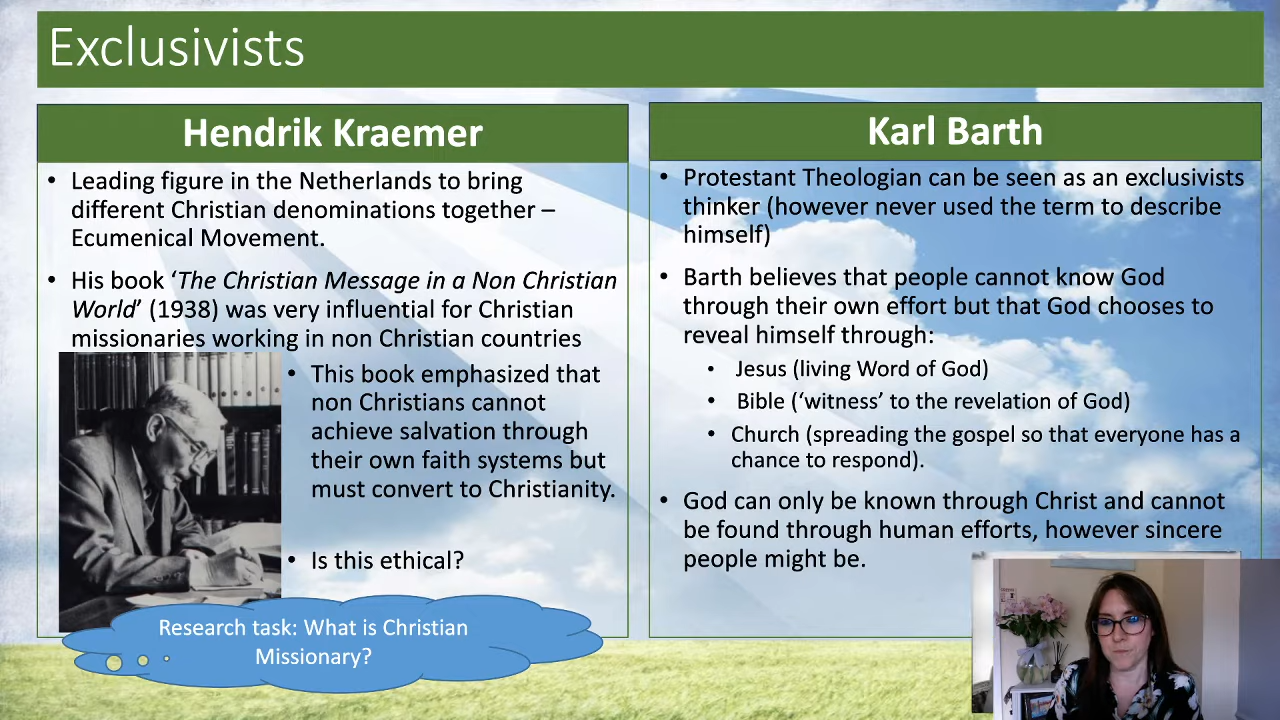 Exclusivists
Hendrik Kraemer
• Leading figure in the Netherlands to bring
different Christian denominations together –
Ecumenical Movement.
• His book ‘The Christian Message in a Non Christian
World’ (1938) was very influential for Christian
missionaries working in non Christian countries
• This book emphasized that
non Christians cannot
achieve salvation through
their own faith systems but
must convert to Christianity.
• Is this ethical?
Research task: What is Christian
Missionary?
Karl Barth
• Protestant Theologian can be seen as an exclusivists
thinker (however never used the term to describe
himself)
• Barth believes that people cannot know God
through their own effort but that God chooses to
reveal himself through:
• Jesus (living Word of God)
• Bible (‘witness’ to the revelation of God)
• Church (spreading the gospel so that everyone has a
chance to respond).
• God can only be known through Christ and cannot
be found through human efforts, however sincere
people might be.